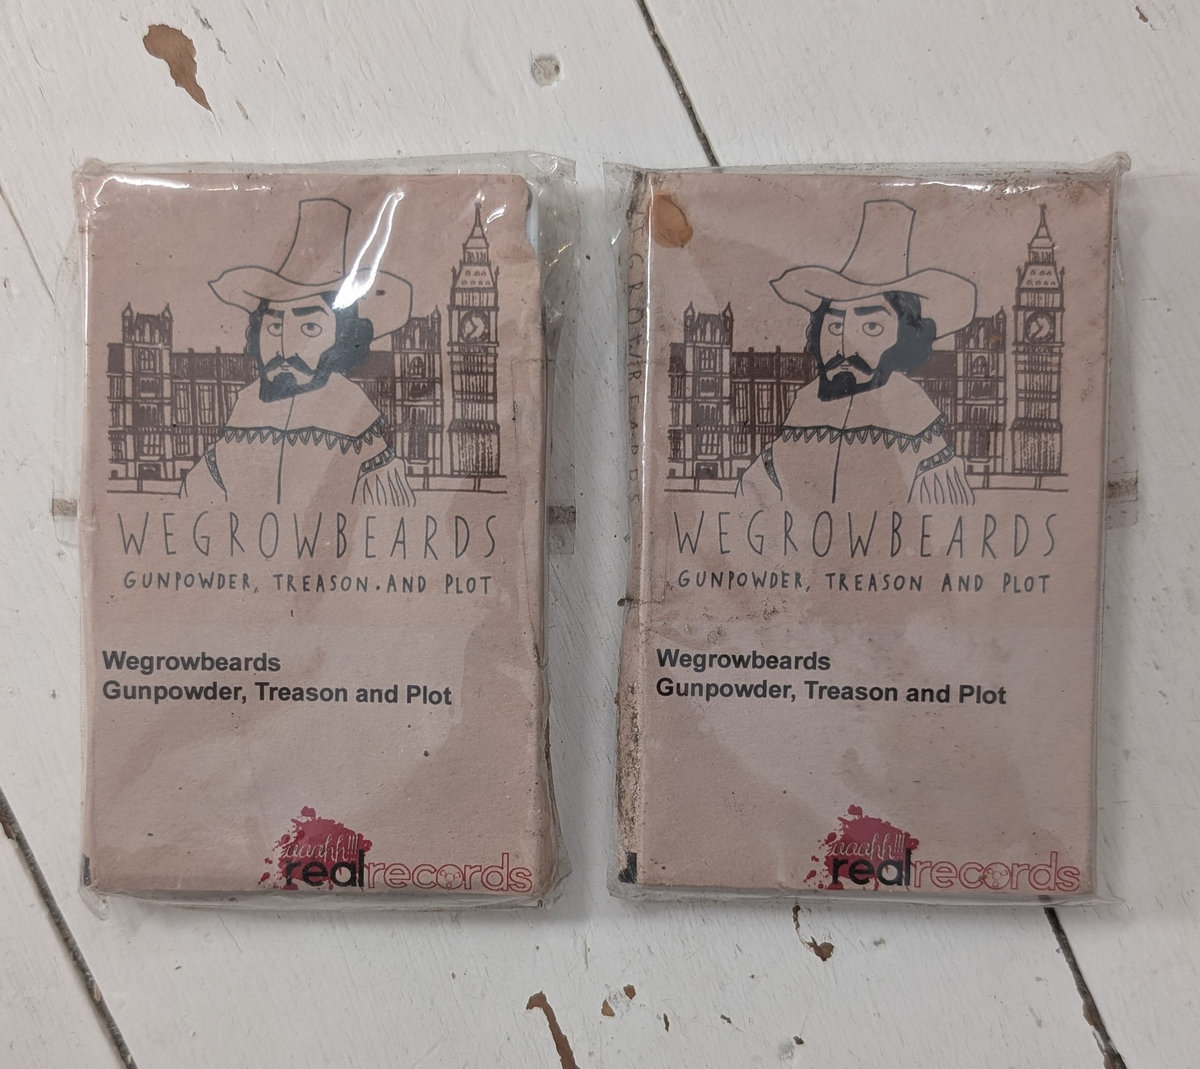 WEGROWBEARDS
GUNPOWDER, TREASON AND PLOT
Wegrowbeards
Gunpowder, Treason and Plot
aaahh!!!
realrecords
WEGROWBEARDS
WEGROWBEARDS
GUNPOWDER, TREASON AND PLOT
Wegrowbeards
Gunpowder, Treason and Plot
aaahh!!!
realrecords